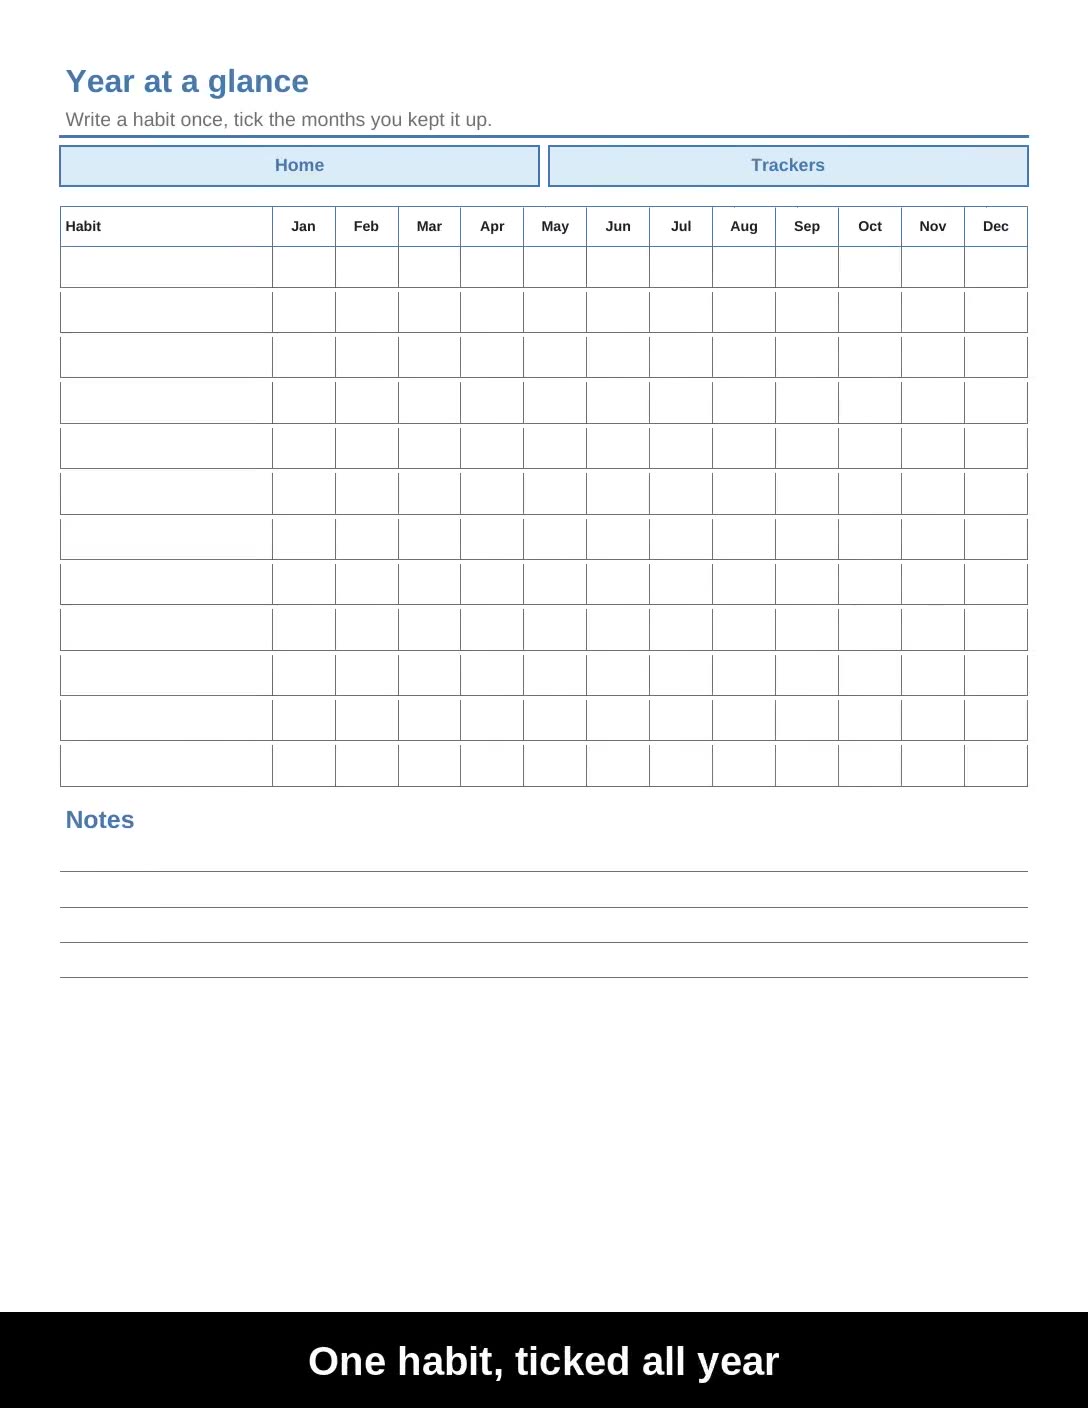 Year at a glance
Write a habit once, tick the months you kept it up.
Home Trackers
Habit Jan Feb Mar Apr May Jun Jul Aug Sep Oct Nov Dec
Notes
One habit, ticked all year